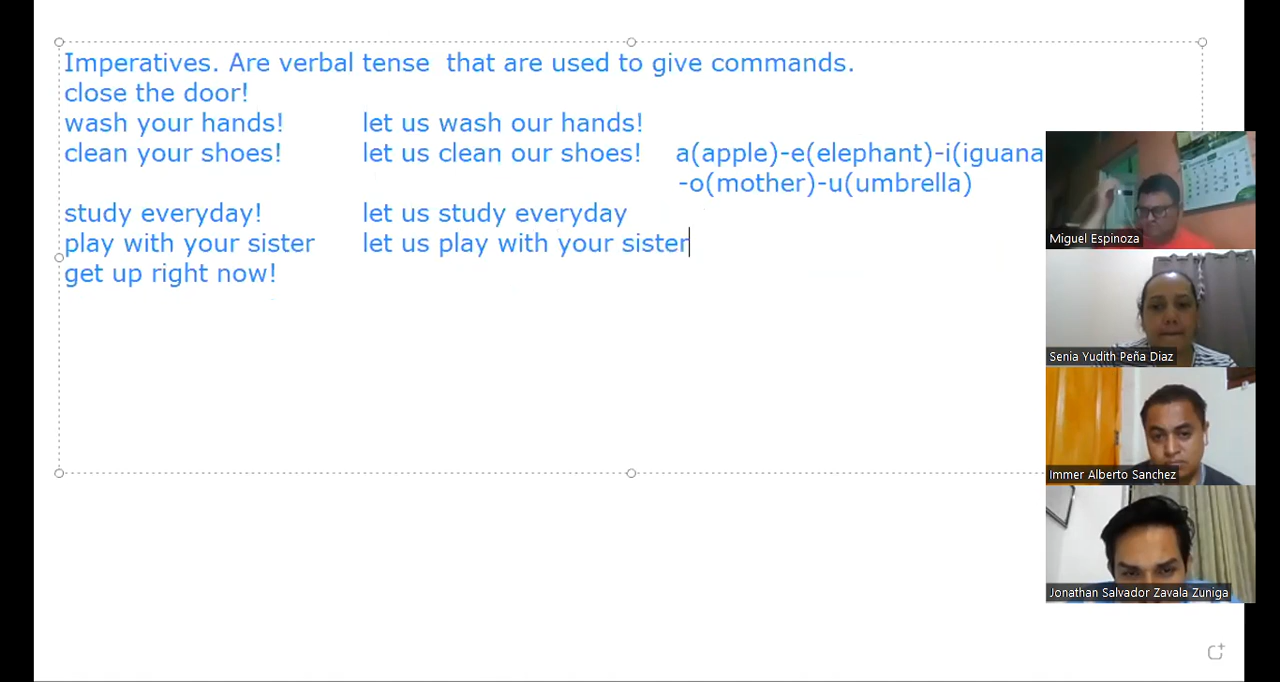 Imperatives. Are verbal tense that are used to give commands.
close the door!
wash your hands! let us wash our hands!
clean your shoes! let us clean our shoes! a(apple)-e(elephant)-i(iguana
-o(mother)-u(umbrella)
study everyday! let us study everyday
play with your sister let us play with your sister
get up right now!
Miguel Espinoza
Senia Yudith Peña Diaz
Immer Alberto Sanchez
Jonathan Salvador Zavala Zuniga